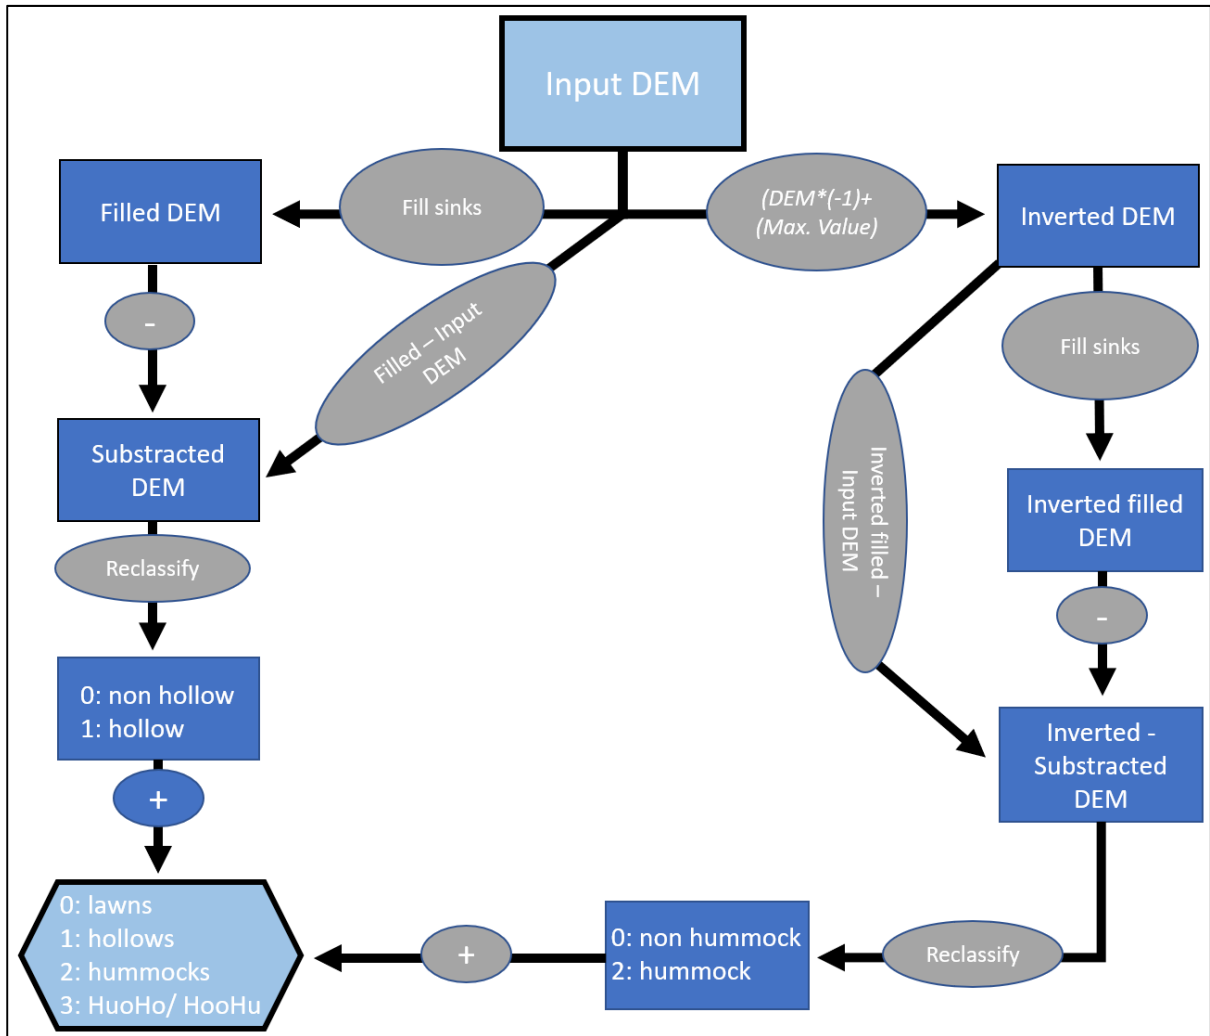 Input DEM
Filled DEM
Fill sinks
(DEM*(-1)+
(Max. Value)
Inverted DEM
-
Filled – Input
DEM
Fill sinks
Substracted
DEM
Inverted filled –
Input DEM
Inverted filled
DEM
Reclassify
-
0: non hollow
1: hollow
Inverted -
Substracted
DEM
+
0: lawns
1: hollows
2: hummocks
3: HuoHo/ HooHu
+
0: non hummock
2: hummock
Reclassify